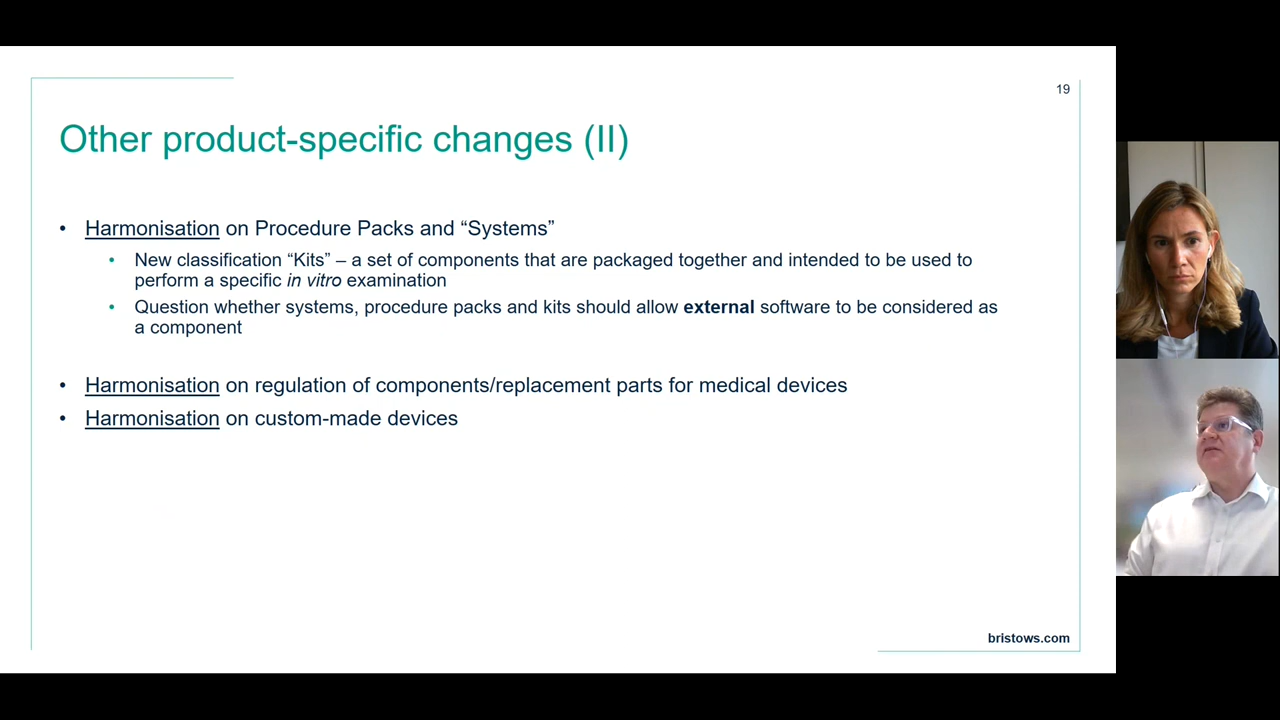 19
Other product-specific changes (II)
• Harmonisation on Procedure Packs and “Systems”
• New classification “Kits” – a set of components that are packaged together and intended to be used to
perform a specific in vitro examination
• Question whether systems, procedure packs and kits should allow external software to be considered as
a component
• Harmonisation on regulation of components/replacement parts for medical devices
• Harmonisation on custom-made devices
bristows.com